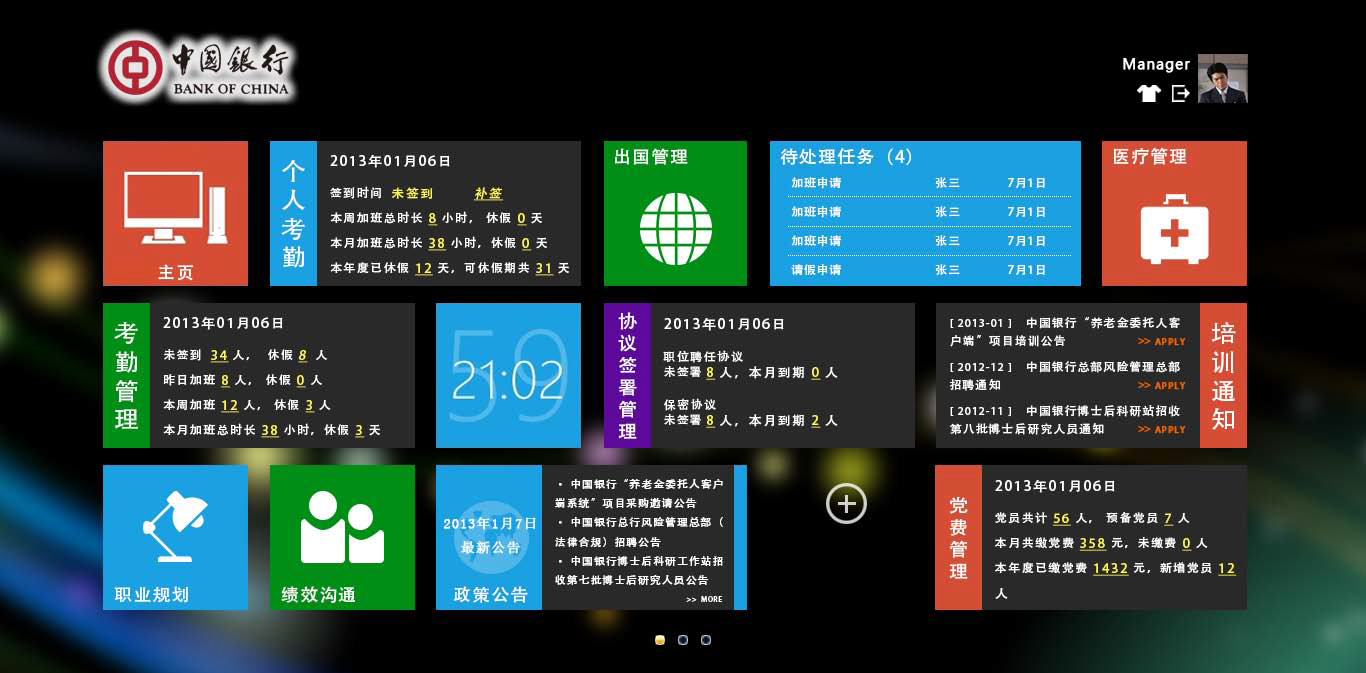 中国银行
BANK OF CHINA
Manager
主页
个人考勤
2013年01月06日
签到时间 未签到 补签
本周加班总时长 8 小时， 休假 0 天
本月加班总时长 38 小时，休假 0 天
本年度已休假 12 天，可休假期共 31 天
出国管理
待处理任务（4）
加班申请 张三 7月1日
加班申请 张三 7月1日
加班申请 张三 7月1日
请假申请 张三 7月1日
医疗管理
考勤管理
2013年01月06日
未签到 34 人， 休假 8 人
昨日加班 8 人， 休假 0 人
本周加班 12 人， 休假 3 人
本月加班总时长 38 小时，休假 3 天
59
21:02
协议签署管理
2013年01月06日
职位聘任协议
未签署 8 人，本月到期 0 人
保密协议
未签署 8 人，本月到期 2 人
[ 2013-01 ] 中国银行“养老金委托人客
户端”项目培训公告 >> APPLY
[ 2012-12 ] 中国银行总部风险管理总部
招聘通知 >> APPLY
[ 2012-11 ] 中国银行博士后科研站招收
第八批博士后研究人员通知 >> APPLY
培训通知
职业规划
绩效沟通
2013年1月7日
最新公告
政策公告
• 中国银行“养老金委托人客户
端系统”项目采购邀请公告
• 中国银行总行风险管理总部（
法律合规）招聘公告
• 中国银行博士后科研工作站招
收第七批博士后研究人员公告
>> MORE
党费管理
2013年01月06日
党员共计 56 人， 预备党员 7 人
本月共缴党费 358 元，未缴费 0 人
本年度已缴党费 1432 元，新增党员 12
人